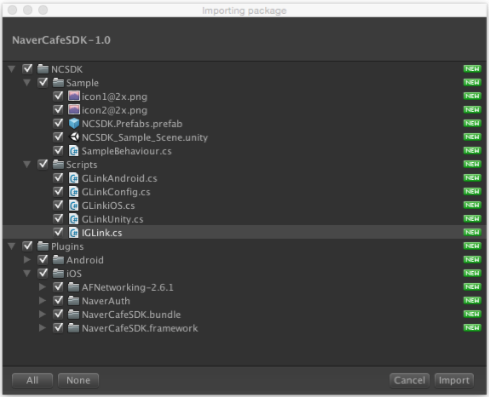 Importing package
NaverCafeSDK-1.0
NCSDK NEW
Sample NEW
icon1@2x.png NEW
icon2@2x.png NEW
NCSDK.Prefabs.prefab NEW
NCSDK_Sample_Scene.unity NEW
SampleBehaviour.cs NEW
Scripts NEW
GLinkAndroid.cs NEW
GLinkConfig.cs NEW
GLinkiOS.cs NEW
GLinkUnity.cs NEW
IGLink.cs NEW
Plugins NEW
Android NEW
iOS NEW
AFNetworking-2.6.1 NEW
NaverAuth NEW
NaverCafeSDK.bundle NEW
NaverCafeSDK.framework NEW
All None Cancel Import